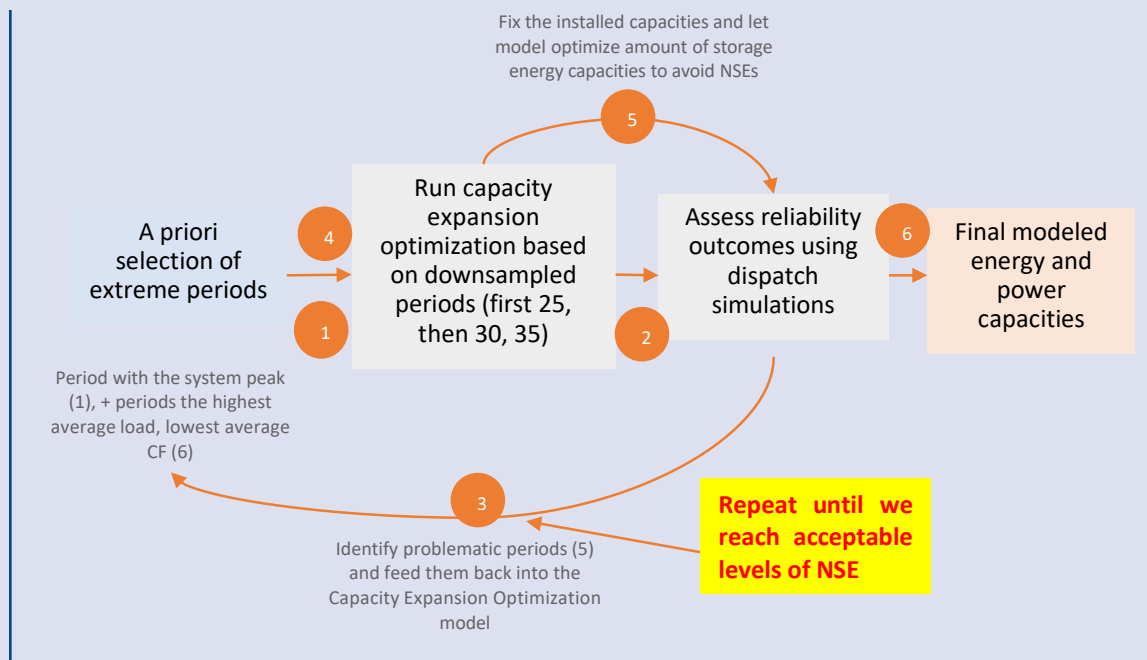 Fix the installed capacities and let
model optimize amount of storage
energy capacities to avoid NSEs
5
A priori
selection of
extreme periods
4
1
Run capacity
expansion
optimization based
on downsampled
periods (first 25,
then 30, 35)
2
Assess reliability
outcomes using
dispatch
simulations
6
Final modeled
energy and
power
capacities
Period with the system peak
(1), + periods the highest
average load, lowest average
CF (6)
3
Identify problematic periods (5)
and feed them back into the
Capacity Expansion Optimization
model
Repeat until we
reach acceptable
levels of NSE